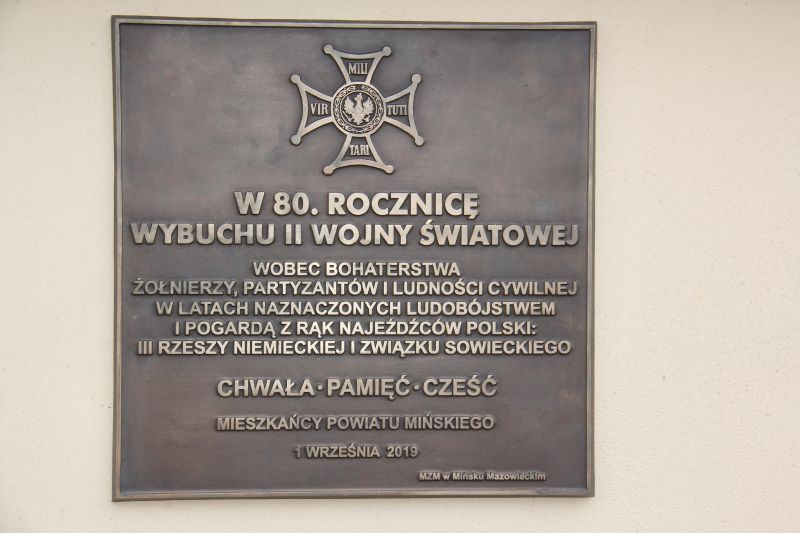 MILI
VIR TUTI
TARI
W 80. ROCZNICĘ
WYBUCHU II WOJNY ŚWIATOWEJ
WOBEC BOHATERSTWA
ŻOŁNIERZY, PARTYZANTÓW I LUDNOŚCI CYWILNEJ
W LATACH NAZNACZONYCH LUDOBÓJSTWEM
I POGARDĄ Z RĄK NAJEŹDŹCÓW POLSKI:
III RZESZY NIEMIECKIEJ I ZWIĄZKU SOWIECKIEGO
CHWAŁA · PAMIĘĆ · CZEŚĆ
MIESZKAŃCY POWIATU MIŃSKIEGO
1 WRZEŚNIA 2019
MZM w Mińsku Mazowieckim